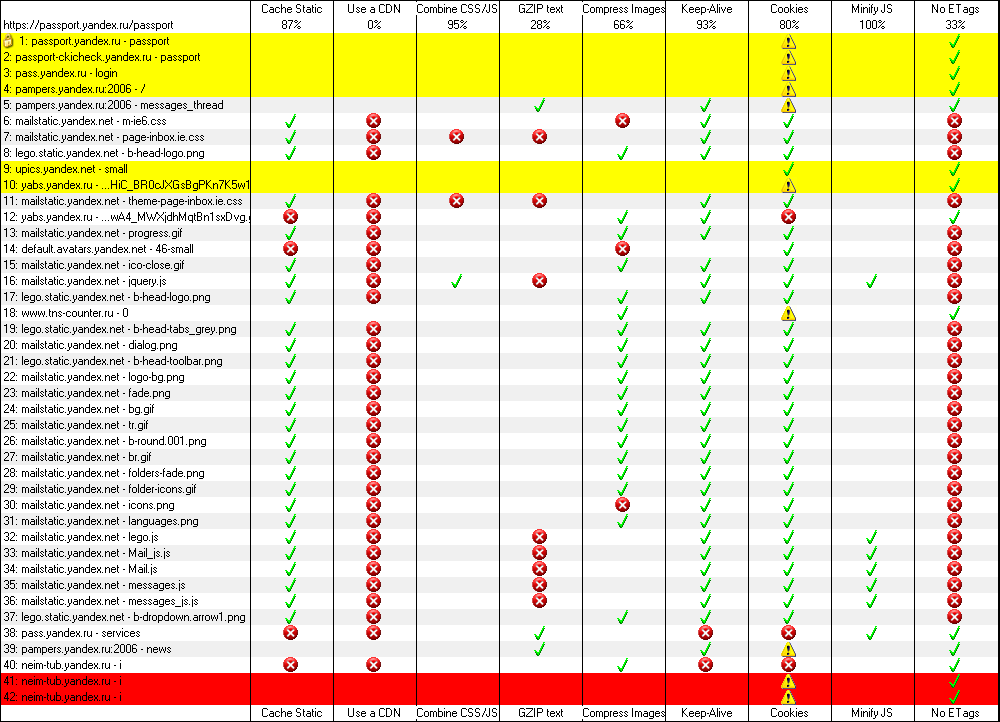 Cache Static Use a CDN Combine CSS/JS GZIP text Compress Images Keep-Alive Cookies Minify JS No ETags
https://passport.yandex.ru/passport 87% 0% 95% 28% 66% 93% 80% 100% 33%
1: passport.yandex.ru - passport
2: passport-ckicheck.yandex.ru - passport
3: pass.yandex.ru - login
4: pampers.yandex.ru:2006 - /
5: pampers.yandex.ru:2006 - messages_thread
6: mailstatic.yandex.net - m-ie6.css
7: mailstatic.yandex.net - page-inbox.ie.css
8: lego.static.yandex.net - b-head-logo.png
9: upics.yandex.net - small
10: yabs.yandex.ru - ...HiC_BR0cJXGsBgPKn7K5w1
11: mailstatic.yandex.net - theme-page-inbox.ie.css
12: yabs.yandex.ru - ...wA4_MWXjdhMqtBn1sxDvg.g
13: mailstatic.yandex.net - progress.gif
14: default.avatars.yandex.net - 46-small
15: mailstatic.yandex.net - ico-close.gif
16: mailstatic.yandex.net - jquery.js
17: lego.static.yandex.net - b-head-logo.png
18: www.tns-counter.ru - 0
19: lego.static.yandex.net - b-head-tabs_grey.png
20: mailstatic.yandex.net - dialog.png
21: lego.static.yandex.net - b-head-toolbar.png
22: mailstatic.yandex.net - logo-bg.png
23: mailstatic.yandex.net - fade.png
24: mailstatic.yandex.net - bg.gif
25: mailstatic.yandex.net - tr.gif
26: mailstatic.yandex.net - b-round.001.png
27: mailstatic.yandex.net - br.gif
28: mailstatic.yandex.net - folders-fade.png
29: mailstatic.yandex.net - folder-icons.gif
30: mailstatic.yandex.net - icons.png
31: mailstatic.yandex.net - languages.png
32: mailstatic.yandex.net - lego.js
33: mailstatic.yandex.net - Mail_js.js
34: mailstatic.yandex.net - Mail.js
35: mailstatic.yandex.net - messages.js
36: mailstatic.yandex.net - messages_js.js
37: lego.static.yandex.net - b-dropdown.arrow1.png
38: pass.yandex.ru - services
39: pampers.yandex.ru:2006 - news
40: neim-tub.yandex.ru - i
41: neim-tub.yandex.ru - i
42: neim-tub.yandex.ru - i
Cache Static Use a CDN Combine CSS/JS GZIP text Compress Images Keep-Alive Cookies Minify JS No ETags